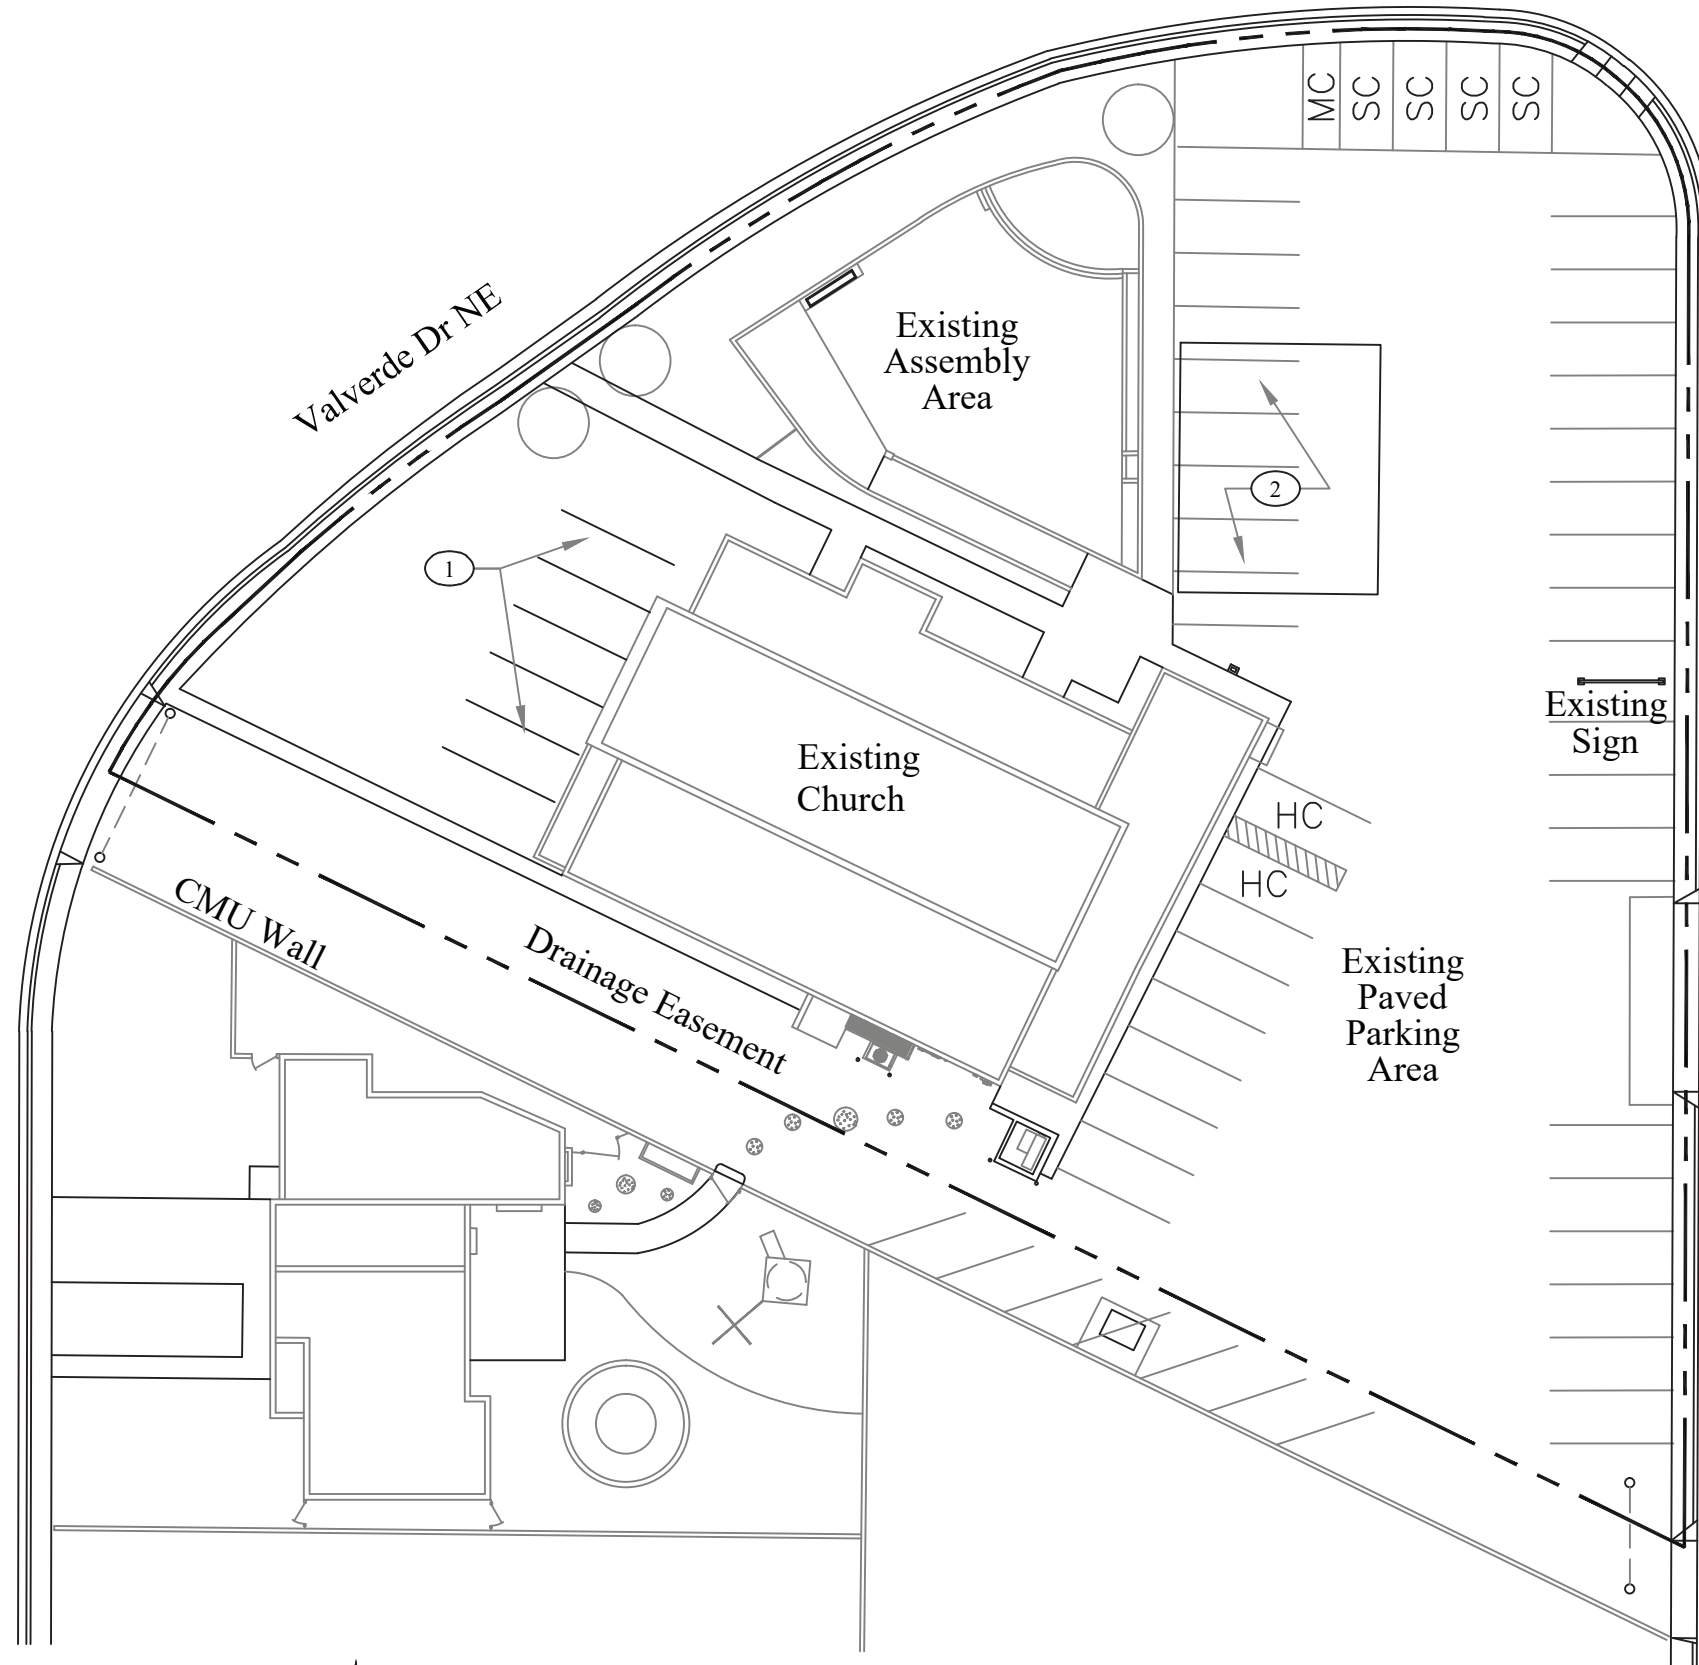 MC
SC
SC
SC
SC
Valverde Dr NE
Existing
Assembly
Area
2
1
Existing
Sign
Existing
Church
HC
HC
CMU Wall
Drainage Easement
Existing
Paved
Parking
Area